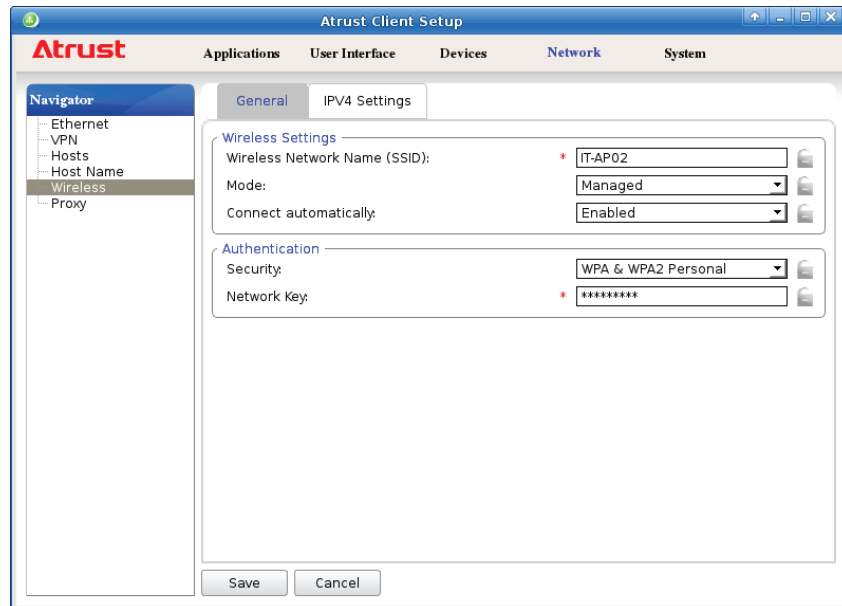 Atrust Client Setup
Atrust Applications User Interface Devices Network System
Navigator
Ethernet
VPN
Hosts
Host Name
Wireless
Proxy
General IPV4 Settings
Wireless Settings
Wireless Network Name (SSID): * IT-AP02
Mode: Managed
Connect automatically: Enabled
Authentication
Security: WPA & WPA2 Personal
Network Key: * *********
Save Cancel